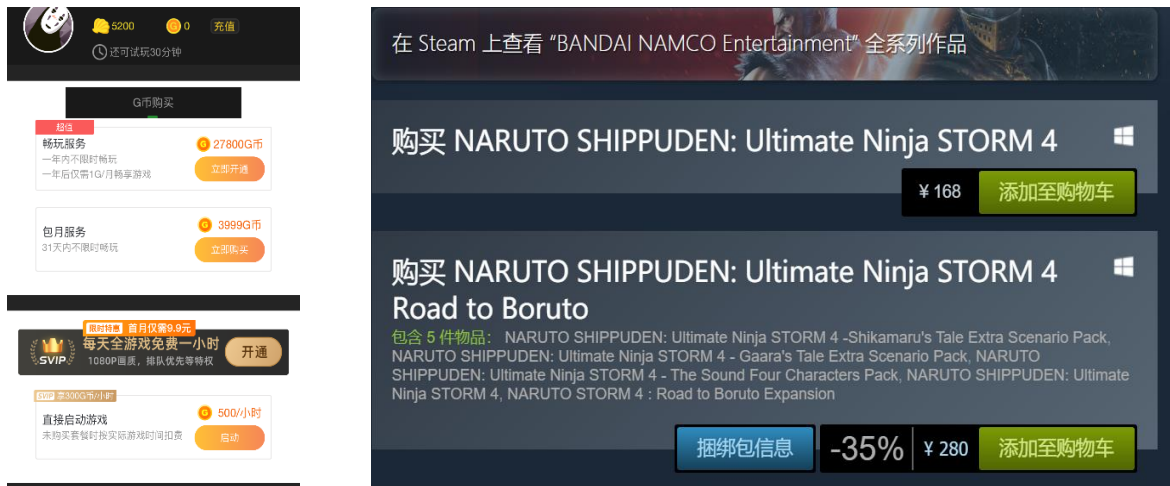 5200
0
充值
还可试玩30分钟
G币购买
超值
畅玩服务
27800G币
一年内不限时畅玩
一年后仅需1G/月畅享游戏
立即开通
包月服务
3999G币
31天内不限时畅玩
立即购买
限时特惠 首月仅需9.9元
每天全游戏免费一小时
SVIP
1080P画质，排队优先等特权
开通
SVIP 享300G币/小时
直接启动游戏
500/小时
未购买套餐时按实际游戏时间扣费
启动
在 Steam 上查看 “BANDAI NAMCO Entertainment” 全系列作品
购买 NARUTO SHIPPUDEN: Ultimate Ninja STORM 4
¥ 168
添加至购物车
购买 NARUTO SHIPPUDEN: Ultimate Ninja STORM 4
Road to Boruto
包含 5 件物品： NARUTO SHIPPUDEN: Ultimate Ninja STORM 4 -Shikamaru's Tale Extra Scenario Pack,
NARUTO SHIPPUDEN: Ultimate Ninja STORM 4 - Gaara's Tale Extra Scenario Pack, NARUTO
SHIPPUDEN: Ultimate Ninja STORM 4 - The Sound Four Characters Pack, NARUTO SHIPPUDEN: Ultimate
Ninja STORM 4, NARUTO STORM 4 : Road to Boruto Expansion
捆绑包信息
-35%
¥ 280
添加至购物车